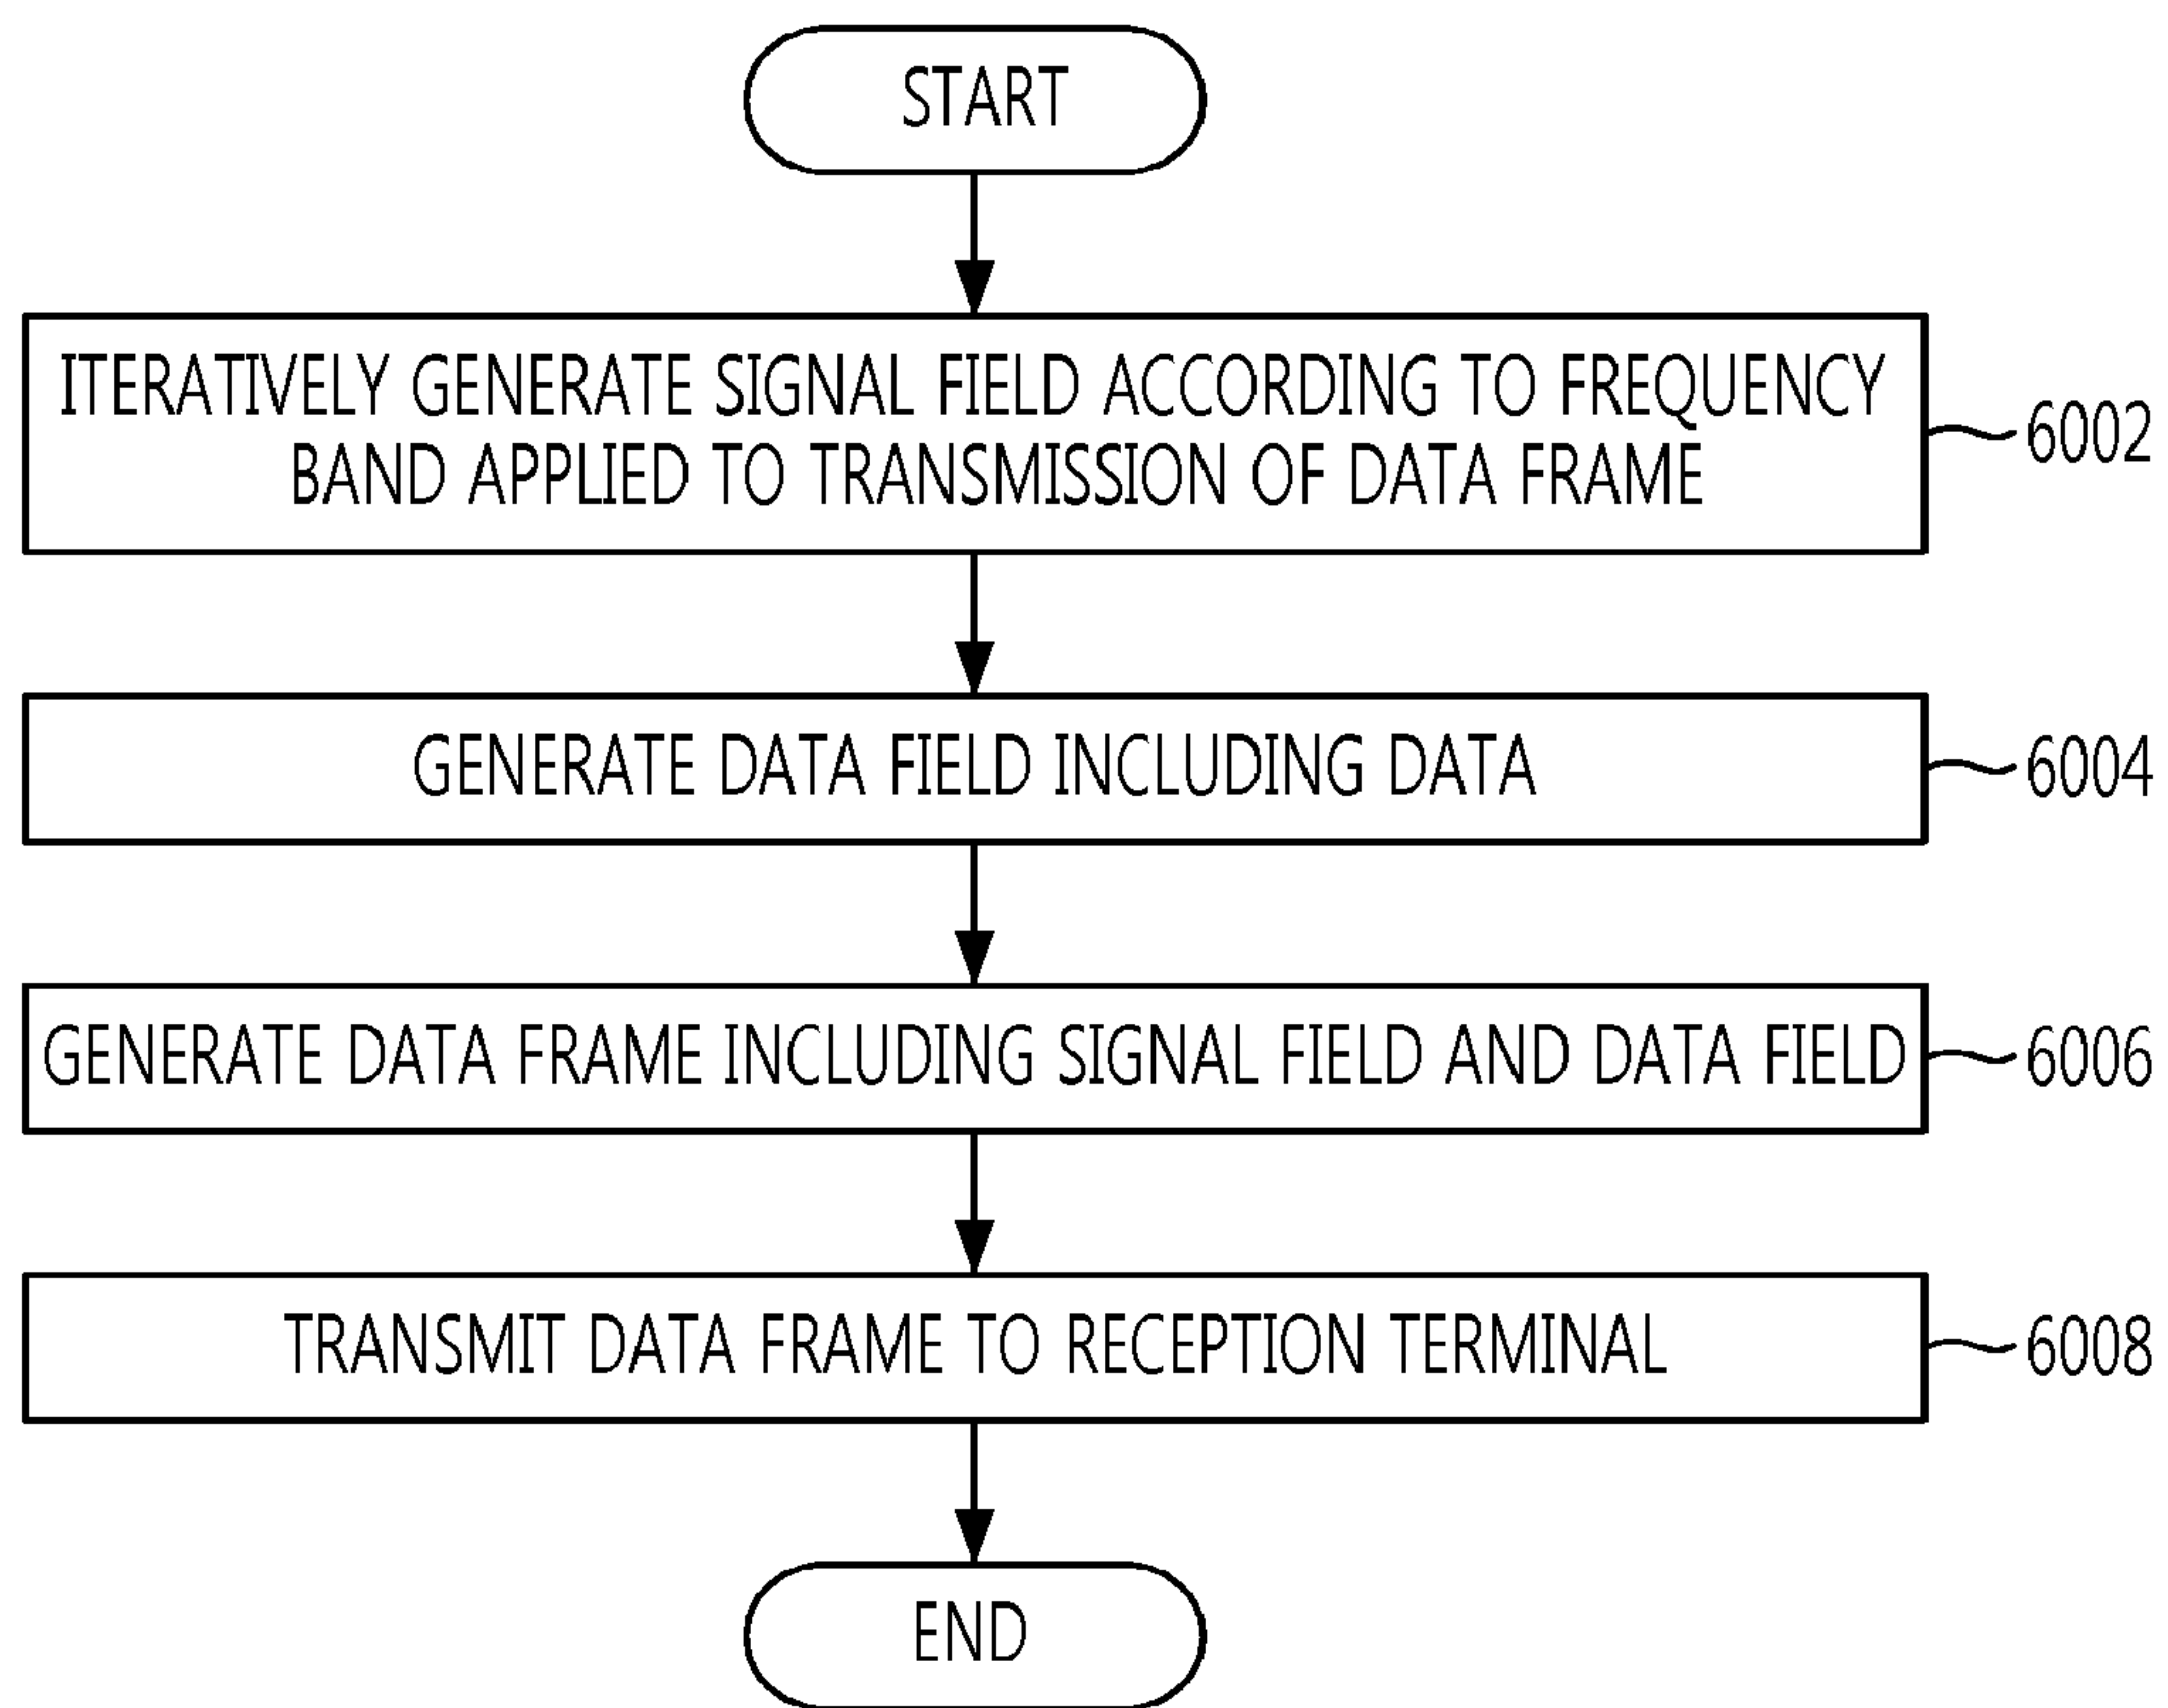 START
ITERATIVELY GENERATE SIGNAL FIELD ACCORDING TO FREQUENCY
BAND APPLIED TO TRANSMISSION OF DATA FRAME
6002
GENERATE DATA FIELD INCLUDING DATA
6004
GENERATE DATA FRAME INCLUDING SIGNAL FIELD AND DATA FIELD
6006
TRANSMIT DATA FRAME TO RECEPTION TERMINAL
6008
END